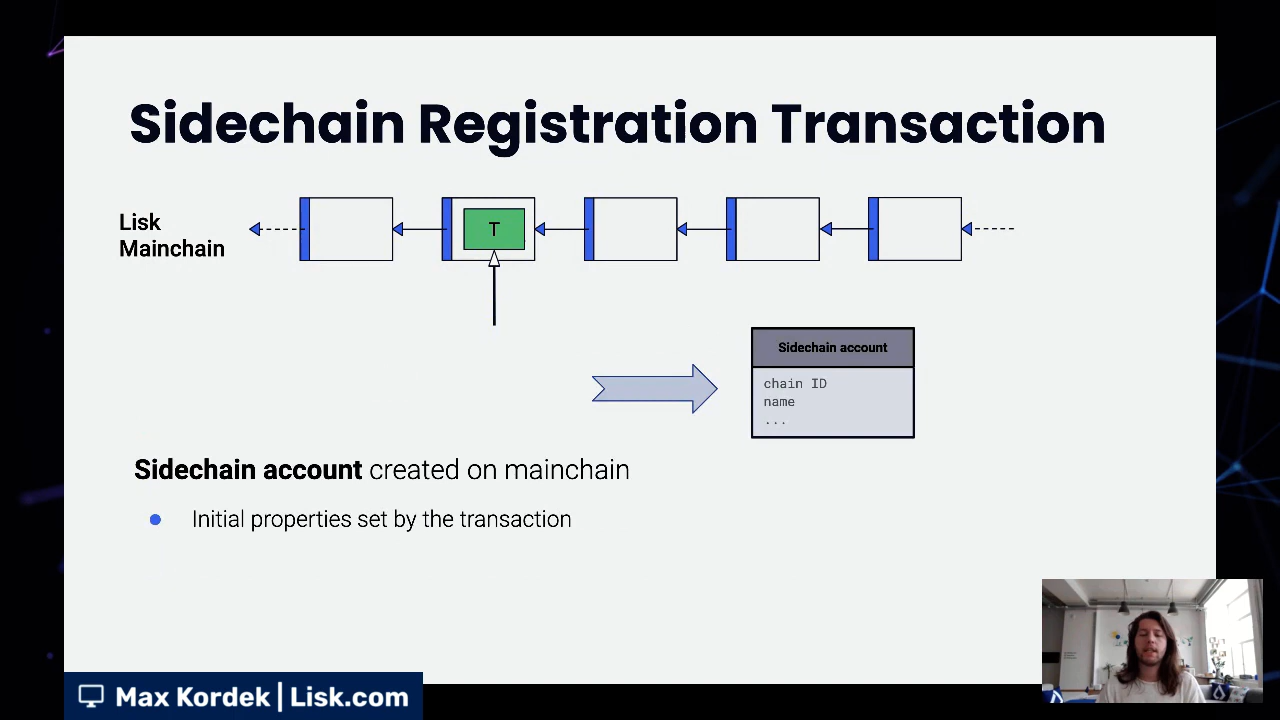 Sidechain Registration Transaction
Lisk
Mainchain
T
Sidechain account
chain ID
name
...
Sidechain account created on mainchain
Initial properties set by the transaction
Max Kordek | Lisk.com